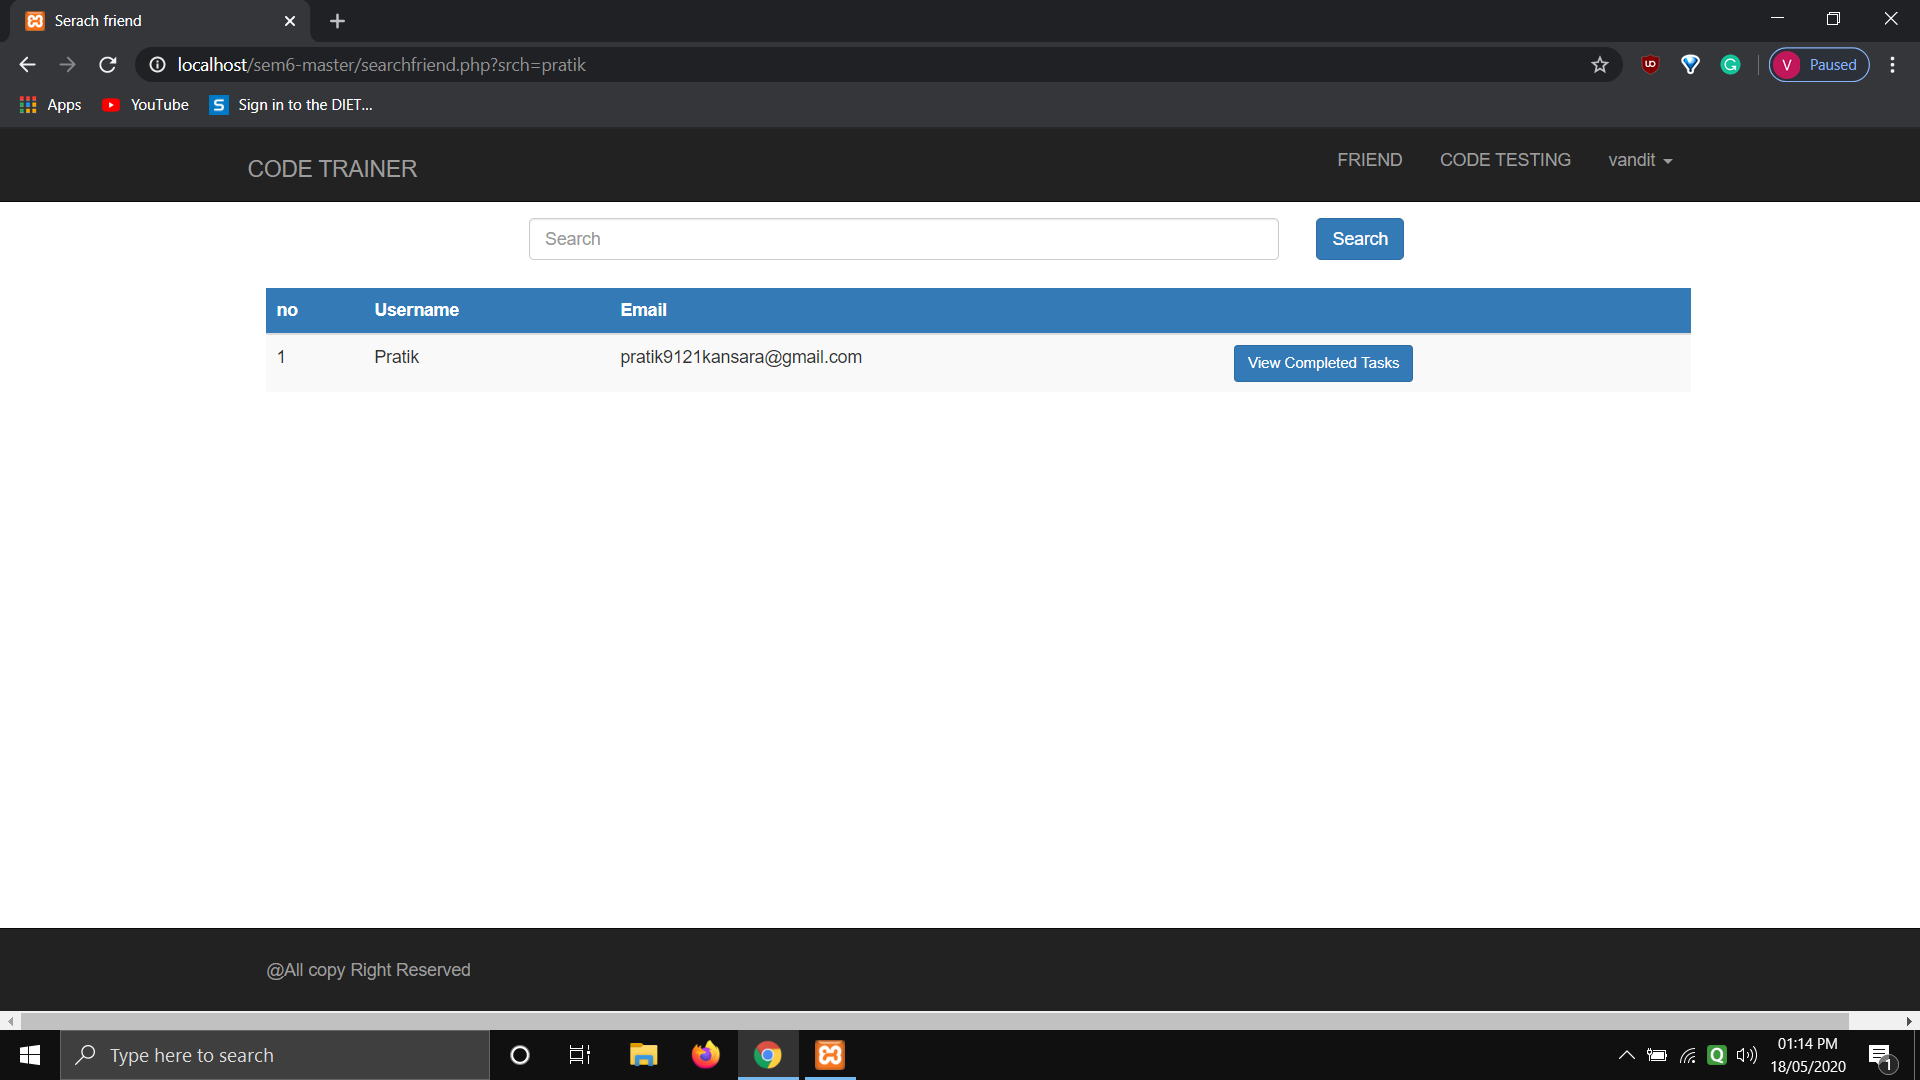 Serach friend
localhost/sem6-master/searchfriend.php?srch=pratik
V Paused
Apps YouTube S Sign in to the DIET...
CODE TRAINER FRIEND CODE TESTING vandit
Search Search
no Username Email
1 Pratik pratik9121kansara@gmail.com View Completed Tasks
@All copy Right Reserved
Type here to search
01:14 PM
18/05/2020
1